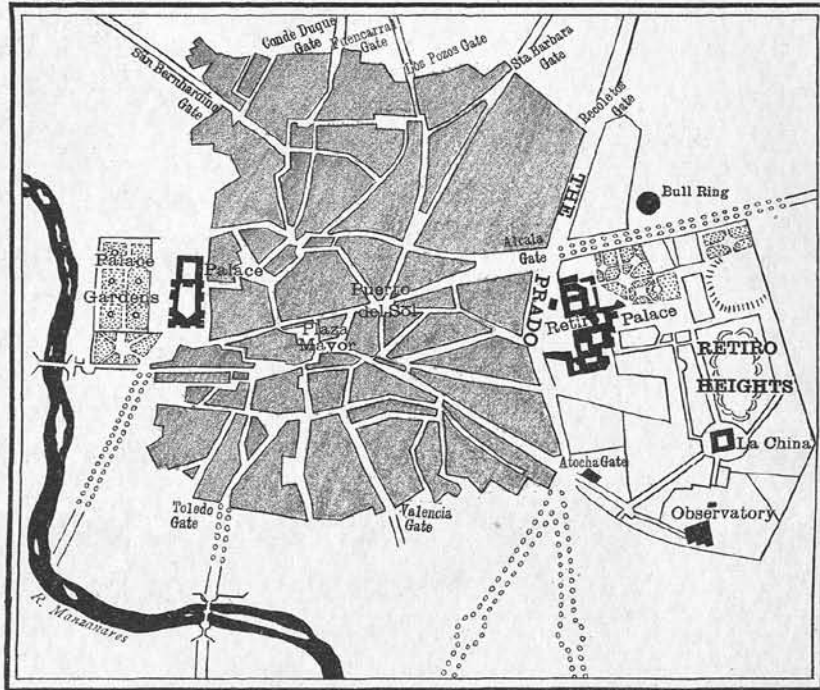 Conde Duque
Gate
Fuencarral
Gate
Los Pozos Gate
Sta Barbara
Gate
San Bernhardino
Gate
Recoletos
Gate
THE
PRADO
Bull Ring
Alcala
Gate
Palace
Gardens
Palace
Puerto
del Sol
Plaza
Mayor
Retiro Palace
RETIRO
HEIGHTS
La China
Atocha Gate
Observatory
Toledo
Gate
Valencia
Gate
R. Manzanares